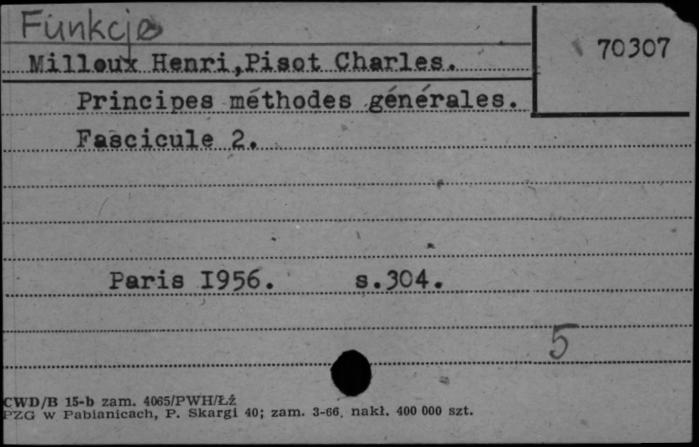 Funkcje
70307
Milloux Henri,Pisot Charles.
Principes méthodes générales.
Fascicule 2.
Paris I956. s.304.
5
CWD/B 15-b zam. 4065/PWH/Łż
PZG w Pabianicach, P. Skargi 40; zam. 3-66, nakł. 400 000 szt.